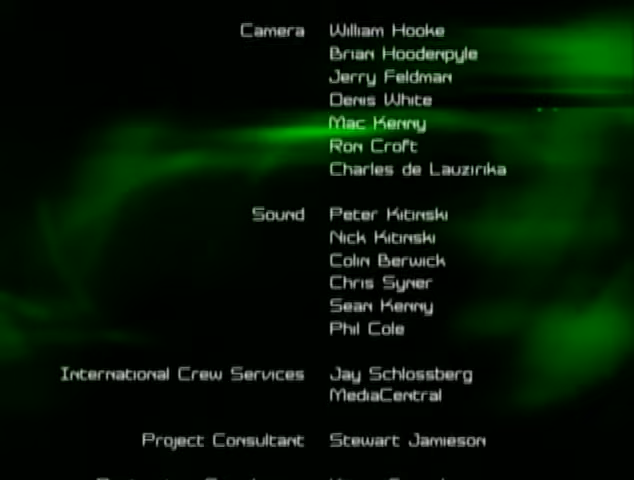 Camera William Hooke
Brian Hoodenpyle
Jerry Feldman
Denis White
Mac Kenny
Ron Croft
Charles de Lauzirika
Sound Peter Kitinski
Nick Kitinski
Colin Berwick
Chris Syner
Sean Kenny
Phil Cole
International Crew Services Jay Schlossberg
MediaCentral
Project Consultant Stewart Jamieson